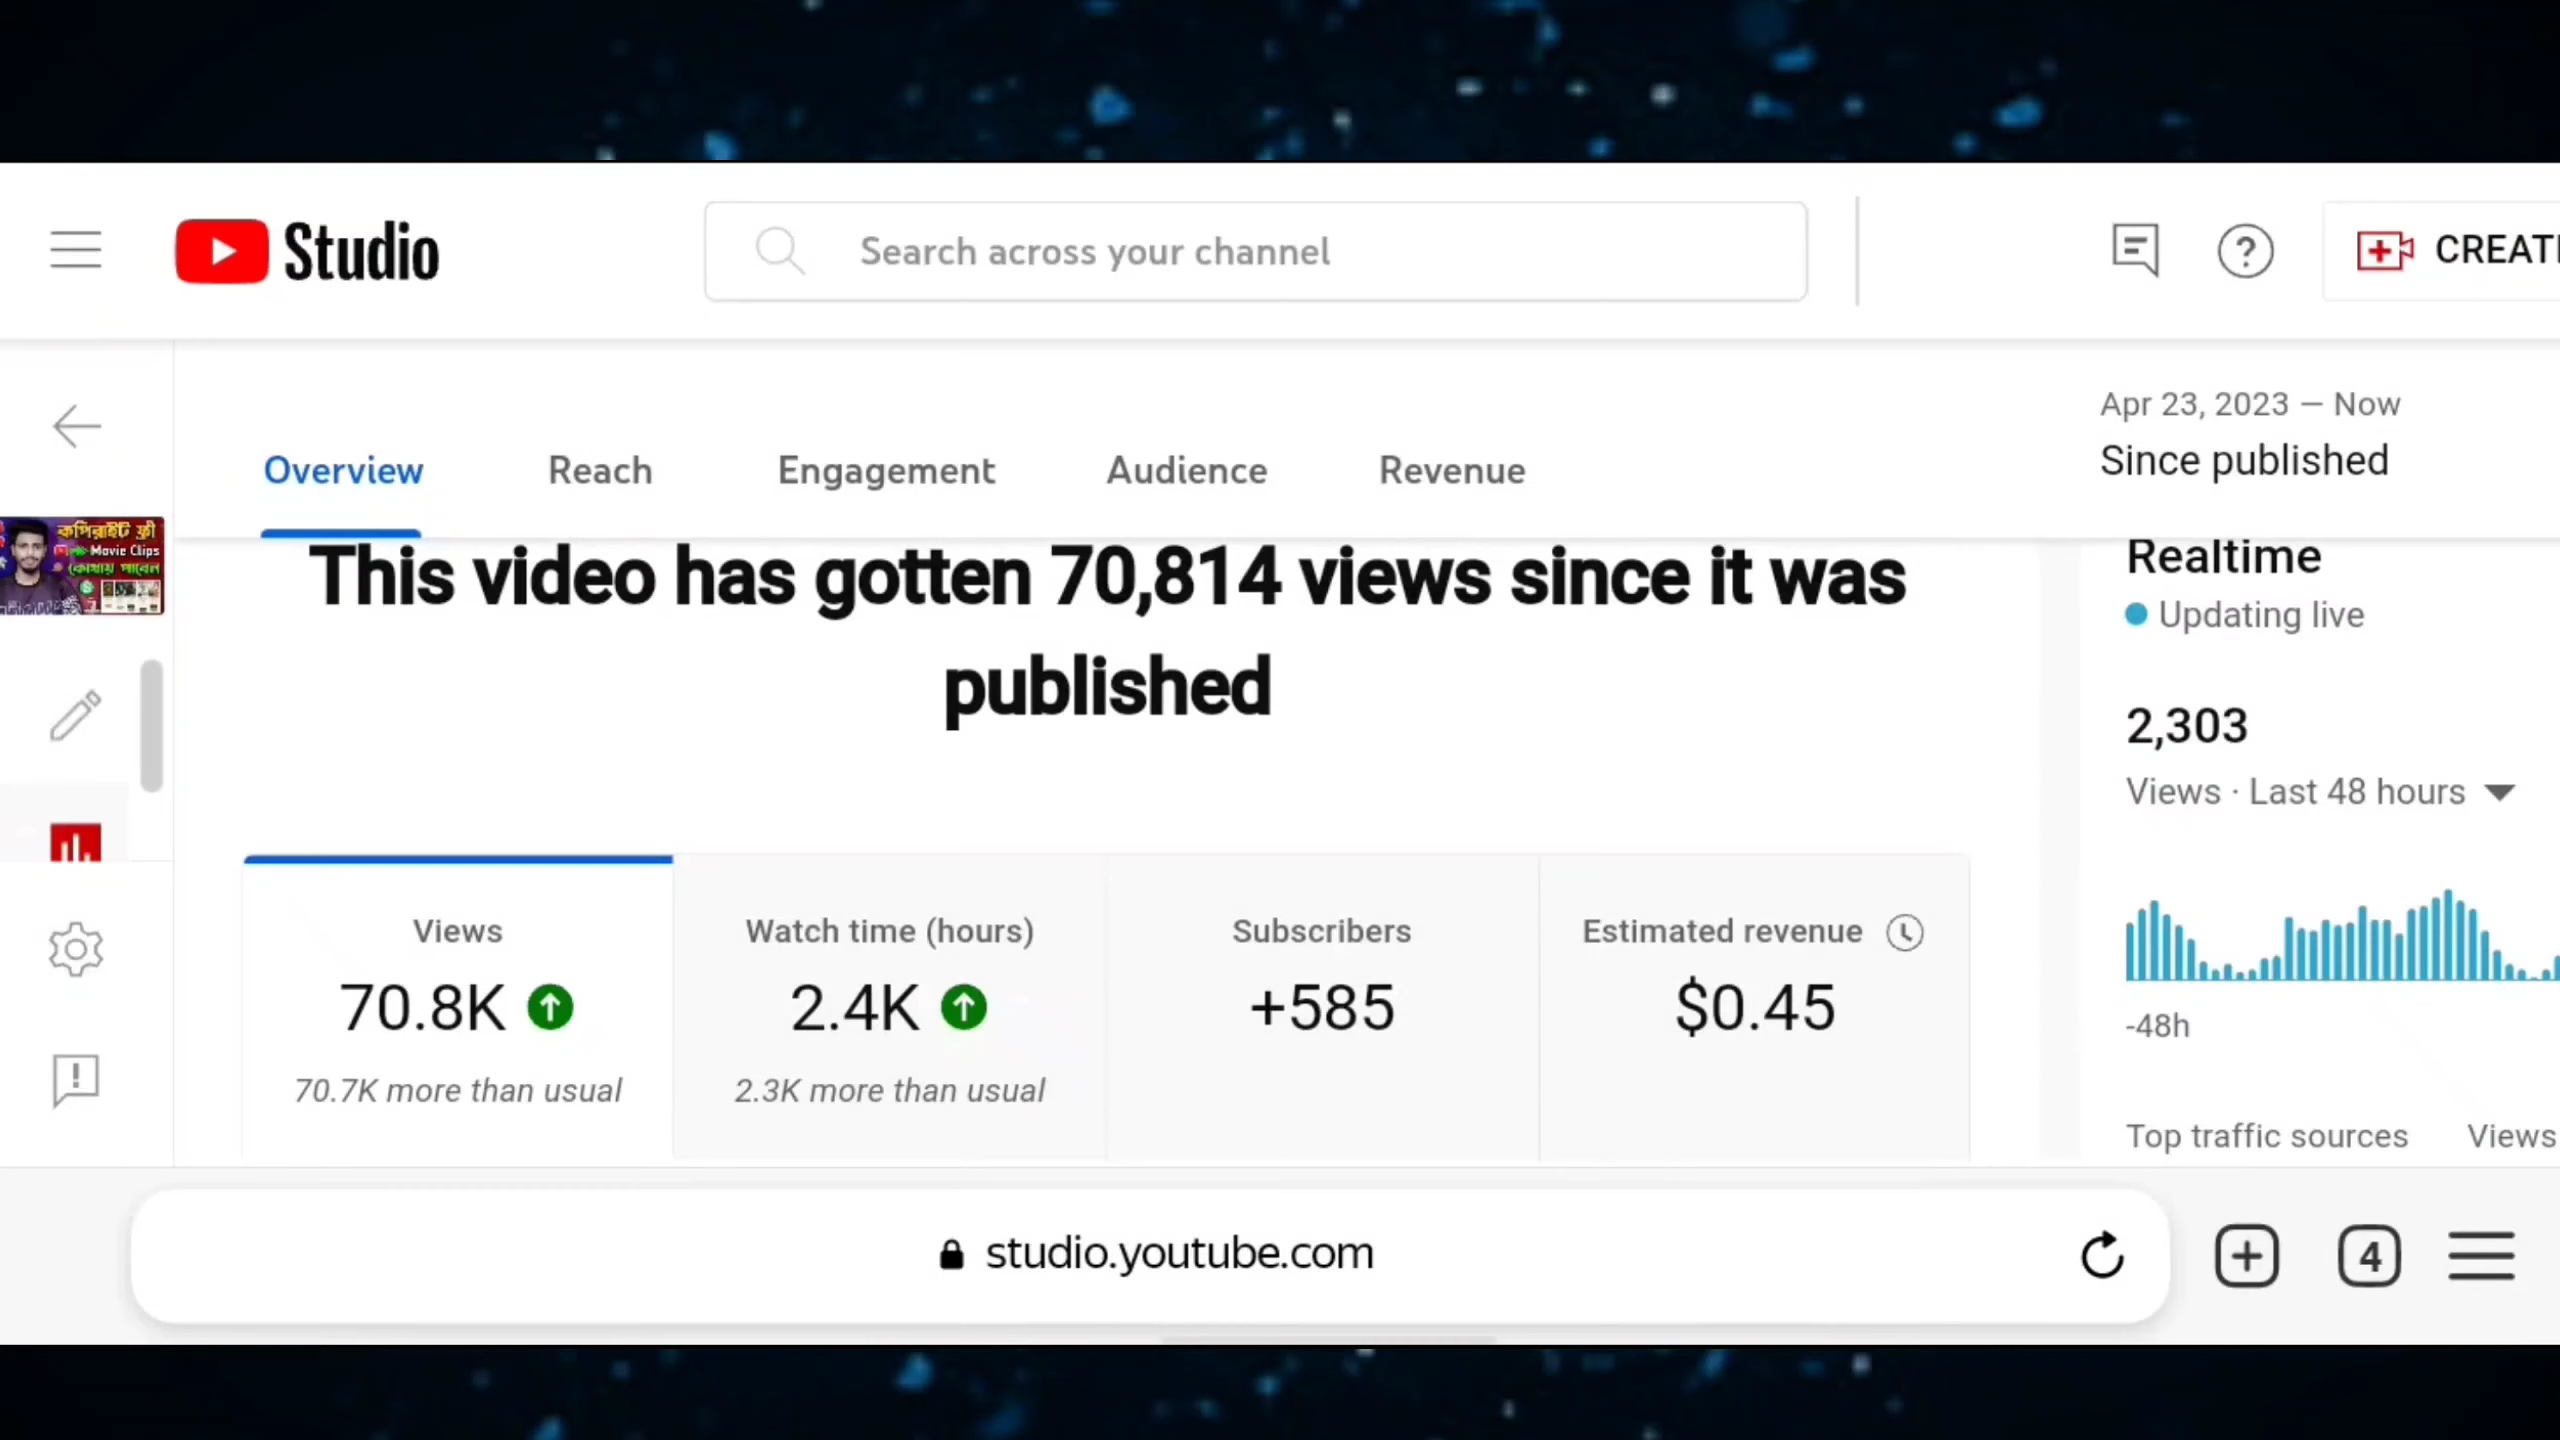 Studio
Search across your channel
CREAT
Apr 23, 2023 — Now
Since published
Overview
Reach
Engagement
Audience
Revenue
কপিরাইট ফ্রী
Movie Clips
কোথায় পাবেন
This video has gotten 70,814 views since it was
published
Realtime
Updating live
2,303
Views · Last 48 hours
-48h
Top traffic sources
Views
Views
70.8K
70.7K more than usual
Watch time (hours)
2.4K
2.3K more than usual
Subscribers
+585
Estimated revenue
$0.45
studio.youtube.com
4